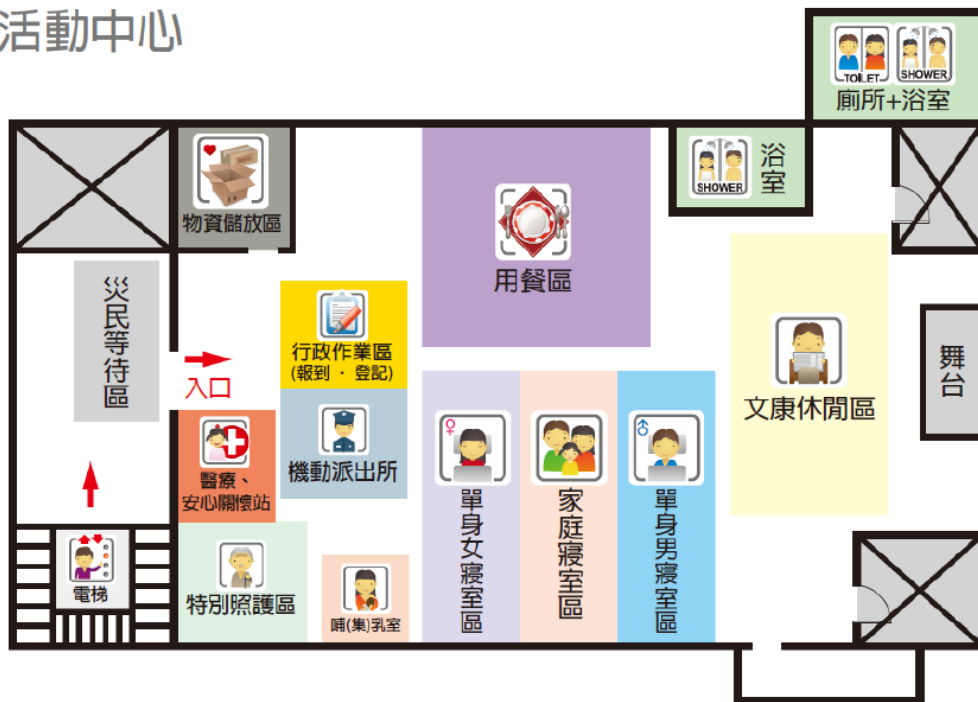 活動中心
TOILET
SHOWER
廁所+浴室
物資儲放區
SHOWER
浴室
用餐區
災民等待區
行政作業區
(報到・登記)
入口
文康休閒區
舞台
醫療、
安心關懷站
機動派出所
單身女寢室區
家庭寢室區
單身男寢室區
電梯
特別照護區
哺(集)乳室